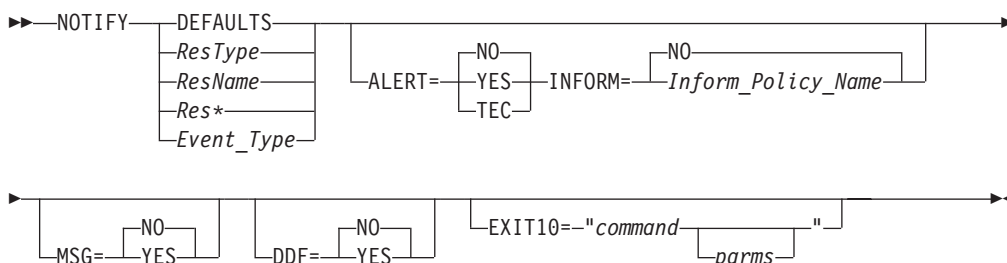 NOTIFY DEFAULTS
ResType
ResName
Res*
Event_Type
ALERT= NO
YES
TEC
INFORM= NO
Inform_Policy_Name
MSG= NO
YES
DDF= NO
YES
EXIT10= "command parms "